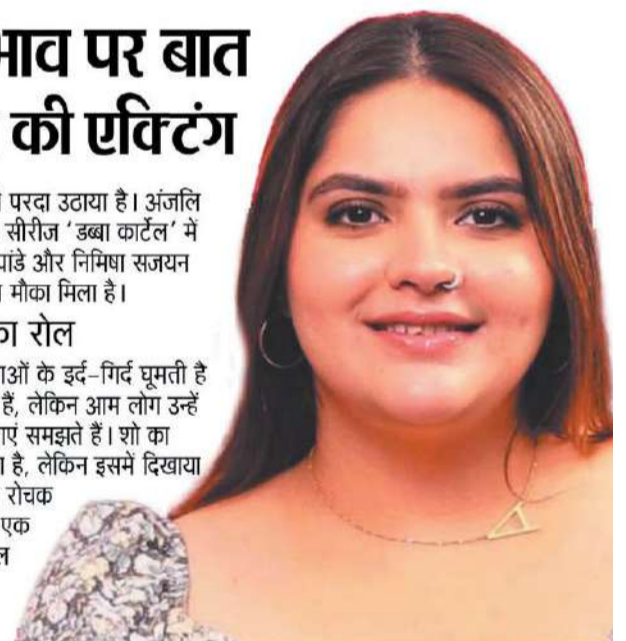 भाव पर बात
की एक्टिंग
परदा उठाया है। अंजलि
सीरीज 'डब्बा कार्टेल' में
पांडे और निमिषा सजयन
मौका मिला है।
का रोल
ओं के इर्द-गिर्द घूमती है
हैं, लेकिन आम लोग उन्हें
एं समझते हैं। शो का
है, लेकिन इसमें दिखाया
रोचक
एक